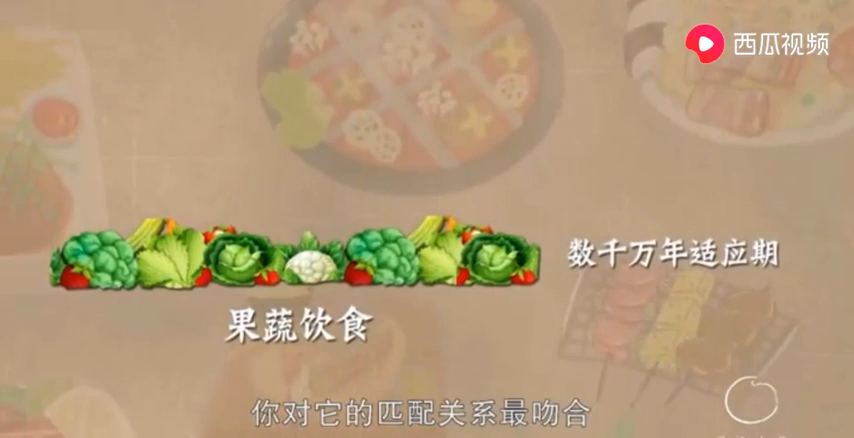 西瓜视频
数千万年适应期
果蔬饮食
你对它的匹配关系最吻合